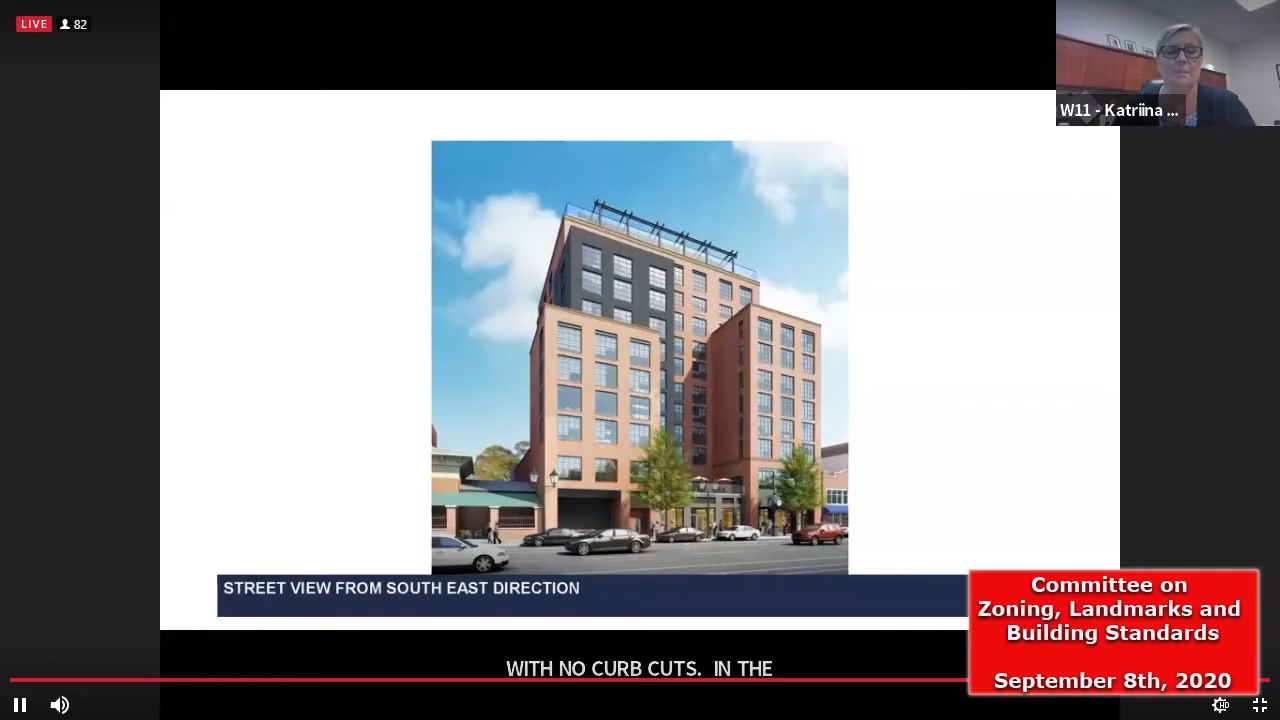 LIVE 82
W11 - Katriina ...
STREET VIEW FROM SOUTH EAST DIRECTION
Committee on
Zoning, Landmarks and
Building Standards
September 8th, 2020
WITH NO CURB CUTS. IN THE
HD